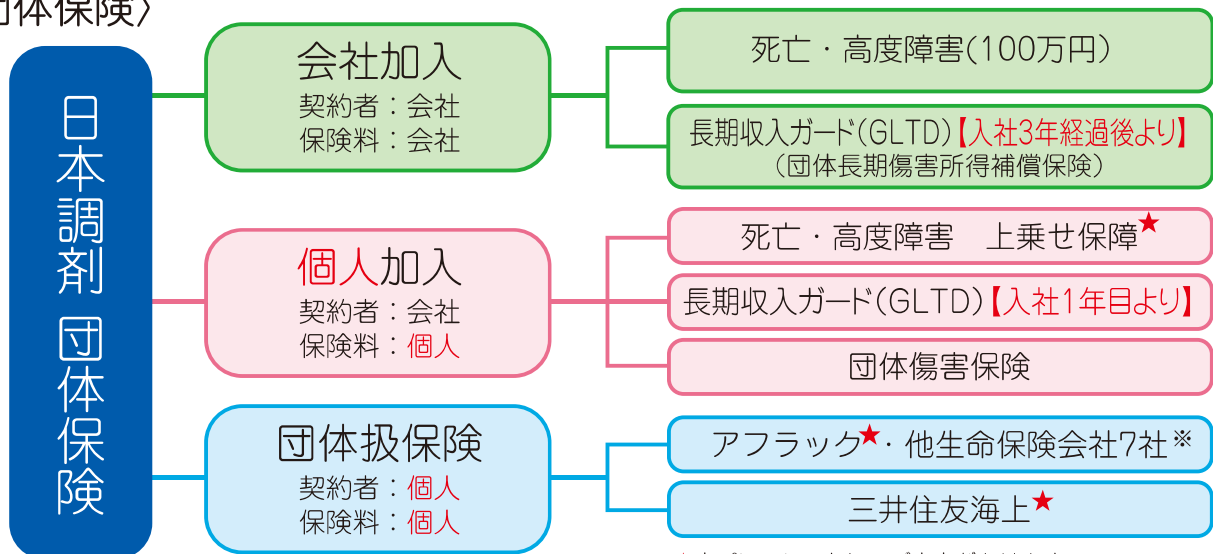 体保険〉
日本調剤 団体保険
会社加入
契約者：会社
保険料：会社
死亡・高度障害(100万円)
長期収入ガード(GLTD)【入社3年経過後より】
(団体長期傷害所得補償保険)
個人加入
契約者：会社
保険料：個人
死亡・高度障害　上乗せ保障★
長期収入ガード(GLTD)【入社1年目より】
団体傷害保険
団体扱保険
契約者：個人
保険料：個人
アフラック★・他生命保険会社7社※
三井住友海上★